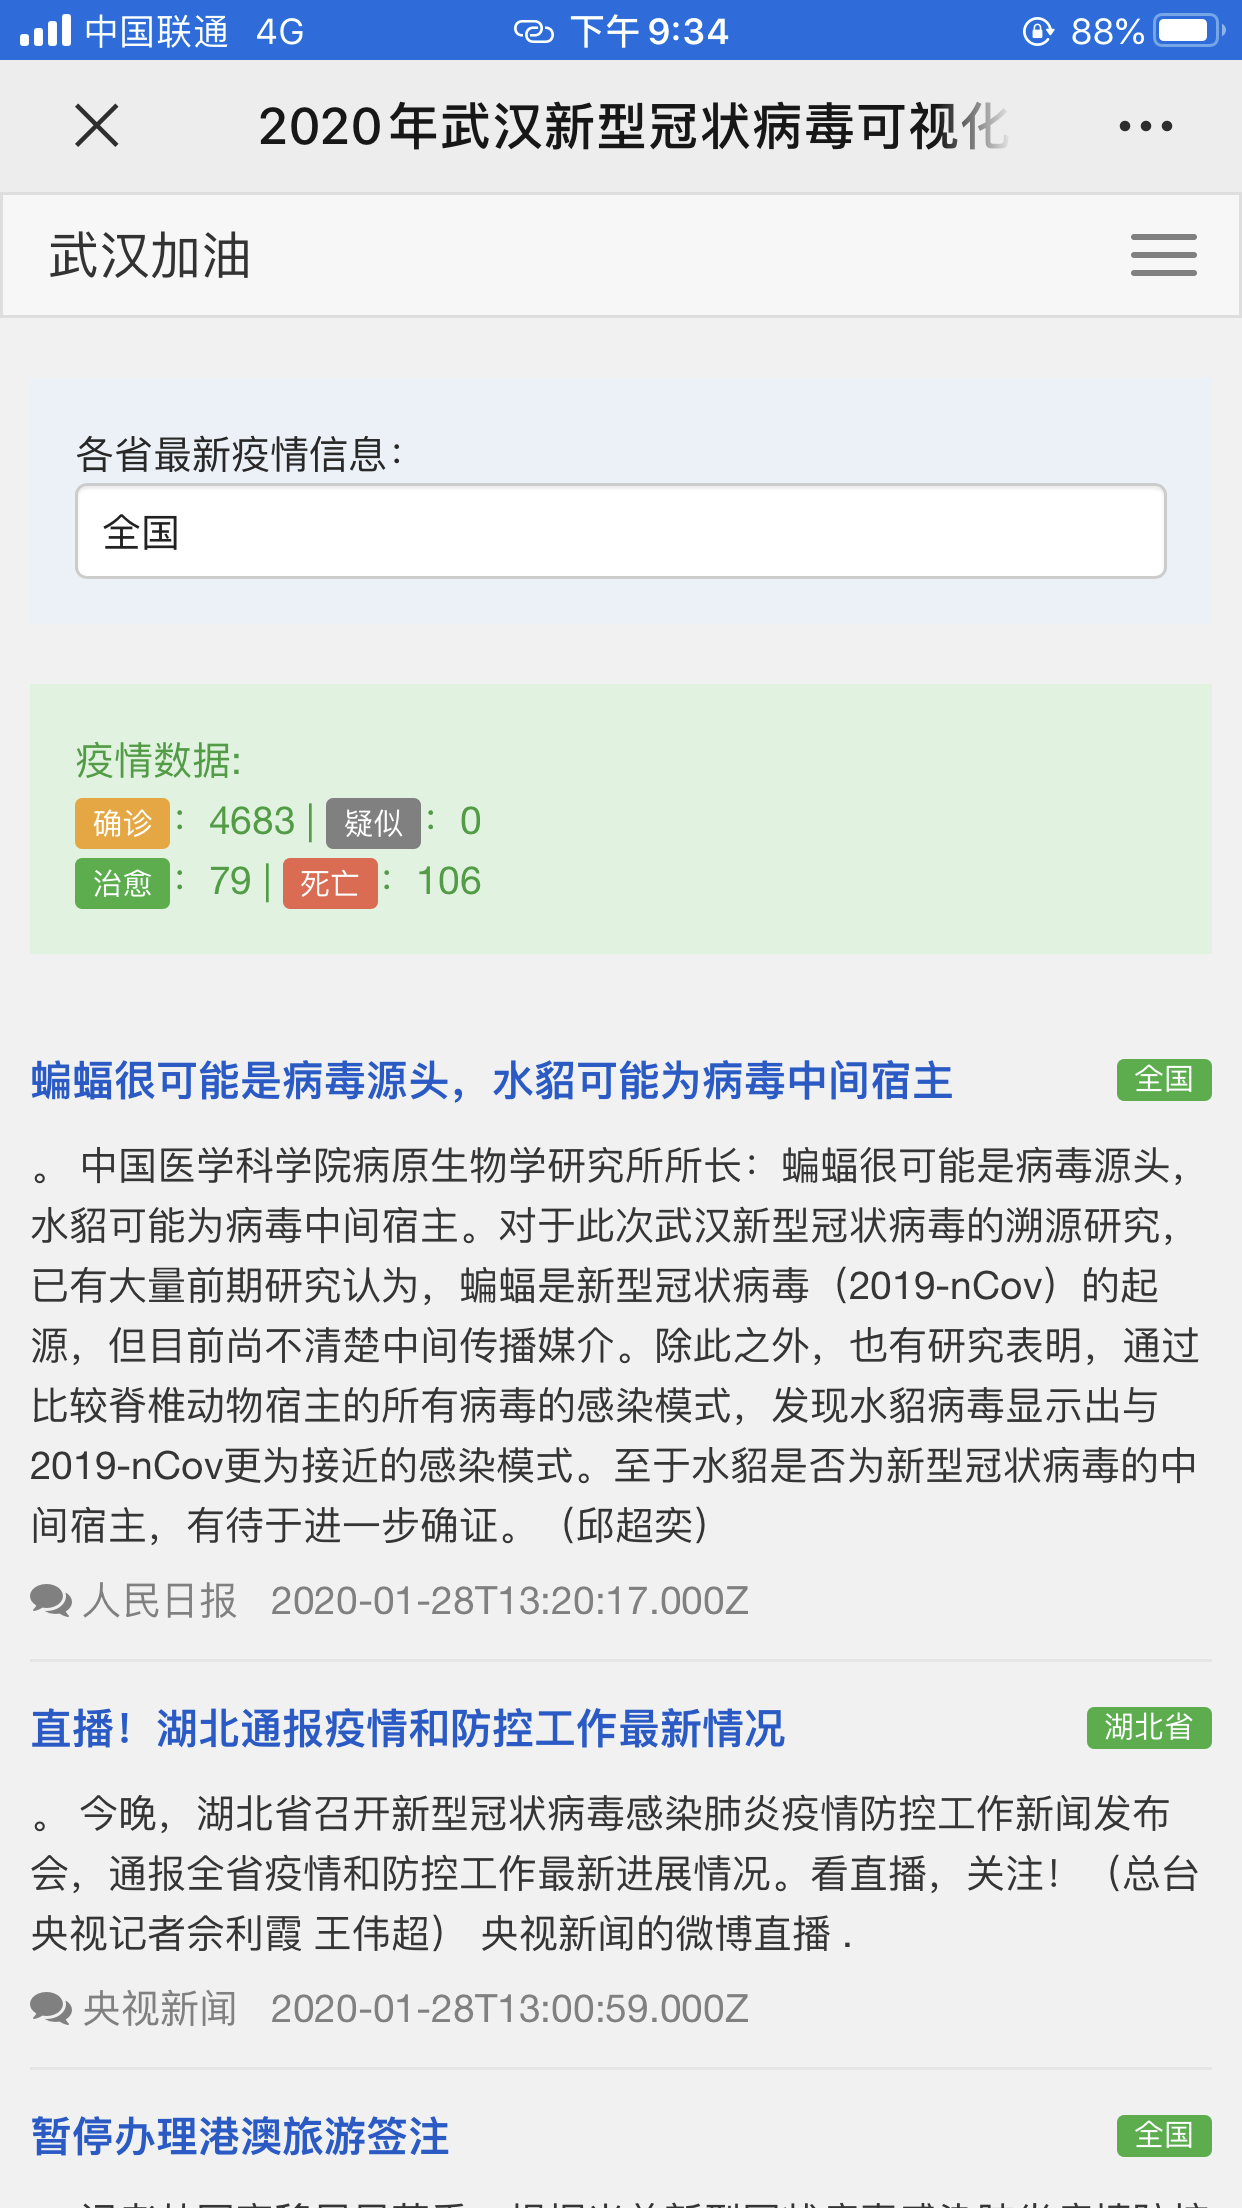 中国联通 4G 下午9:34 88%
2020年武汉新型冠状病毒可视化
武汉加油
各省最新疫情信息：
全国
疫情数据:
确诊： 4683 | 疑似： 0
治愈： 79 | 死亡： 106
蝙蝠很可能是病毒源头，水貂可能为病毒中间宿主 全国
。 中国医学科学院病原生物学研究所所长：蝙蝠很可能是病毒源头，
水貂可能为病毒中间宿主。对于此次武汉新型冠状病毒的溯源研究，
已有大量前期研究认为，蝙蝠是新型冠状病毒（2019-nCov）的起
源，但目前尚不清楚中间传播媒介。除此之外，也有研究表明，通过
比较脊椎动物宿主的所有病毒的感染模式，发现水貂病毒显示出与
2019-nCov更为接近的感染模式。至于水貂是否为新型冠状病毒的中
间宿主，有待于进一步确证。（邱超奕）
人民日报 2020-01-28T13:20:17.000Z
直播！湖北通报疫情和防控工作最新情况 湖北省
。 今晚，湖北省召开新型冠状病毒感染肺炎疫情防控工作新闻发布
会，通报全省疫情和防控工作最新进展情况。看直播，关注！（总台
央视记者佘利霞 王伟超） 央视新闻的微博直播 .
央视新闻 2020-01-28T13:00:59.000Z
暂停办理港澳旅游签注 全国